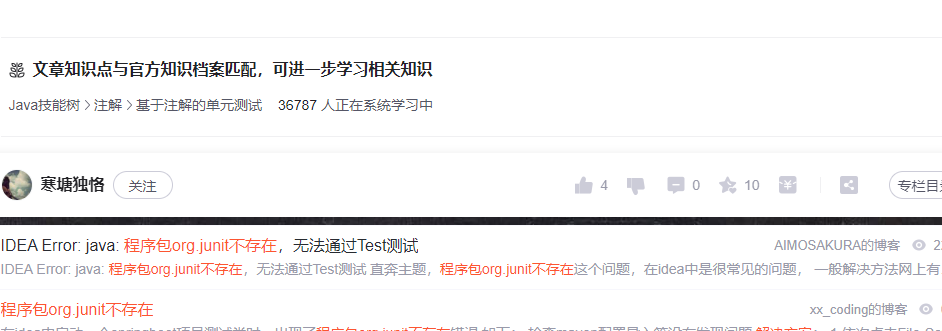 文章知识点与官方知识档案匹配，可进一步学习相关知识
Java技能树 > 注解 > 基于注解的单元测试 36787 人正在系统学习中
寒塘独恪 关注 4 0 10 专栏目
IDEA Error: java: 程序包org.junit不存在，无法通过Test测试 AIMOSAKURA的博客
IDEA Error: java: 程序包org.junit不存在，无法通过Test测试 直奔主题，程序包org.junit不存在这个问题，在idea中是很常见的问题， 一般解决方法网上有
程序包org.junit不存在 xx_coding的博客